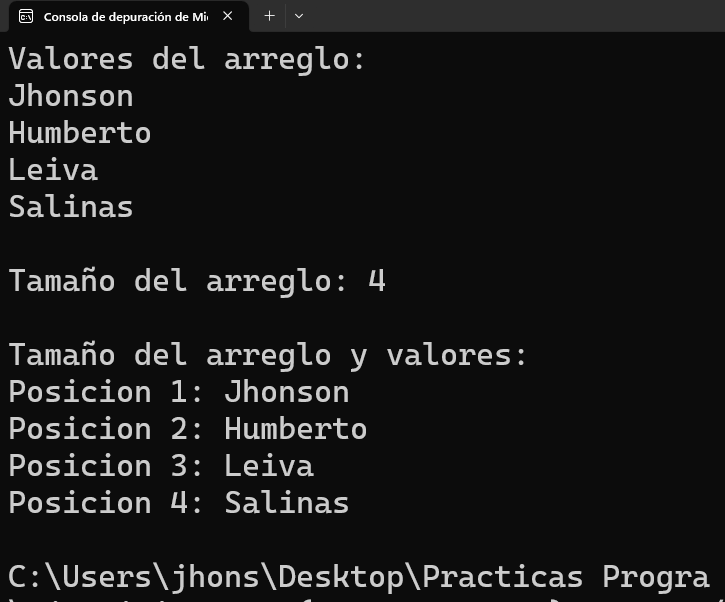 Consola de depuración de Mi
Valores del arreglo:
Jhonson
Humberto
Leiva
Salinas
Tamaño del arreglo: 4
Tamaño del arreglo y valores:
Posicion 1: Jhonson
Posicion 2: Humberto
Posicion 3: Leiva
Posicion 4: Salinas
C:\Users\jhons\Desktop\Practicas Progra